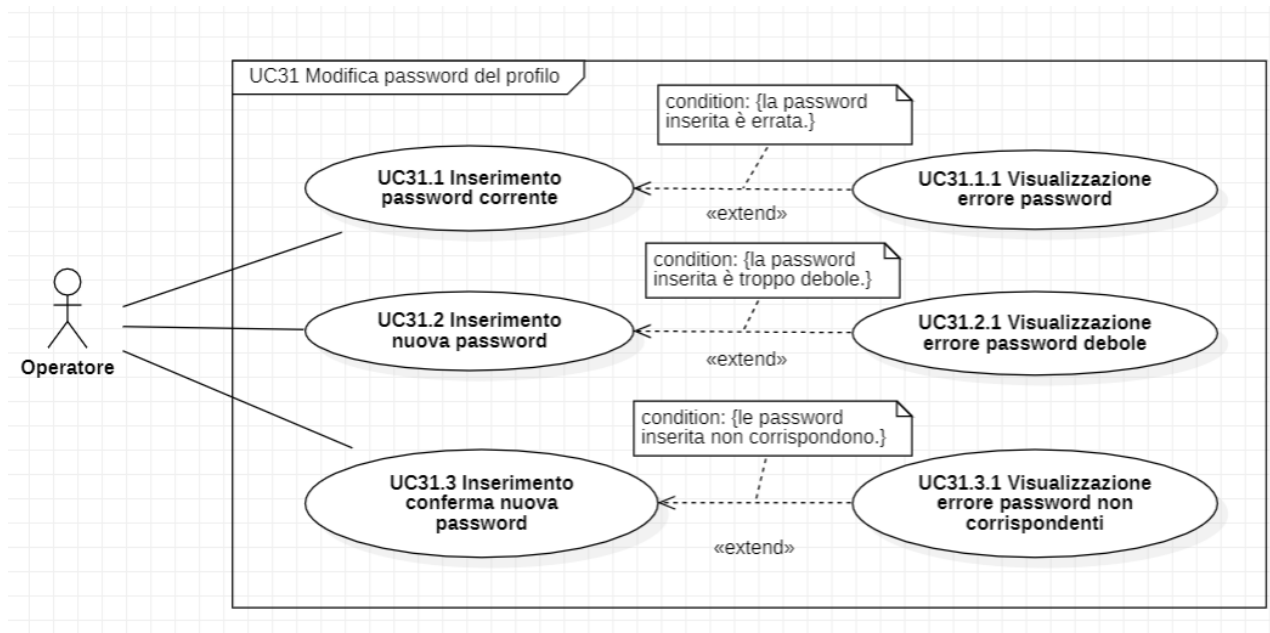 UC31 Modifica password del profilo
condition: {la password
inserita è errata.}
UC31.1 Inserimento
password corrente
«extend»
UC31.1.1 Visualizzazione
errore password
condition: {la password
inserita è troppo debole.}
UC31.2 Inserimento
nuova password
«extend»
UC31.2.1 Visualizzazione
errore password debole
Operatore
condition: {le password
inserita non corrispondono.}
UC31.3 Inserimento
conferma nuova
password
«extend»
UC31.3.1 Visualizzazione
errore password non
corrispondenti